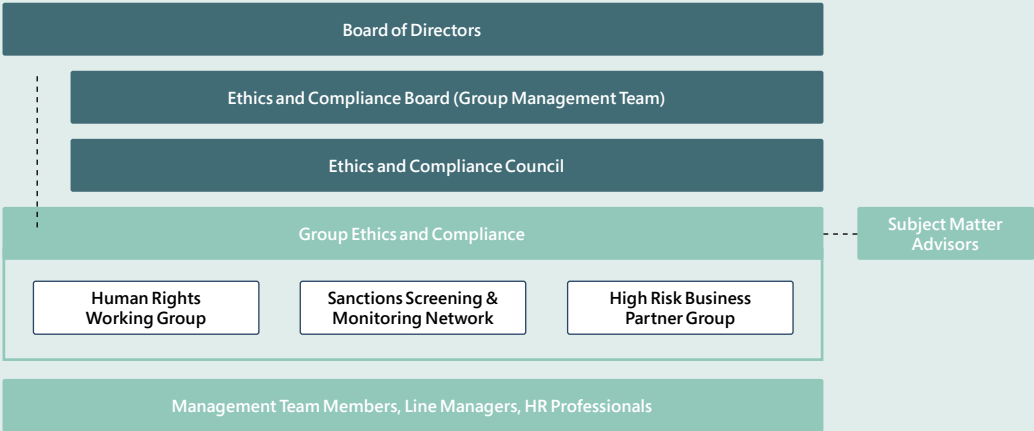 Board of Directors
Ethics and Compliance Board (Group Management Team)
Ethics and Compliance Council
Group Ethics and Compliance
Subject Matter
Advisors
Human Rights
Working Group
Sanctions Screening &
Monitoring Network
High Risk Business
Partner Group
Management Team Members, Line Managers, HR Professionals